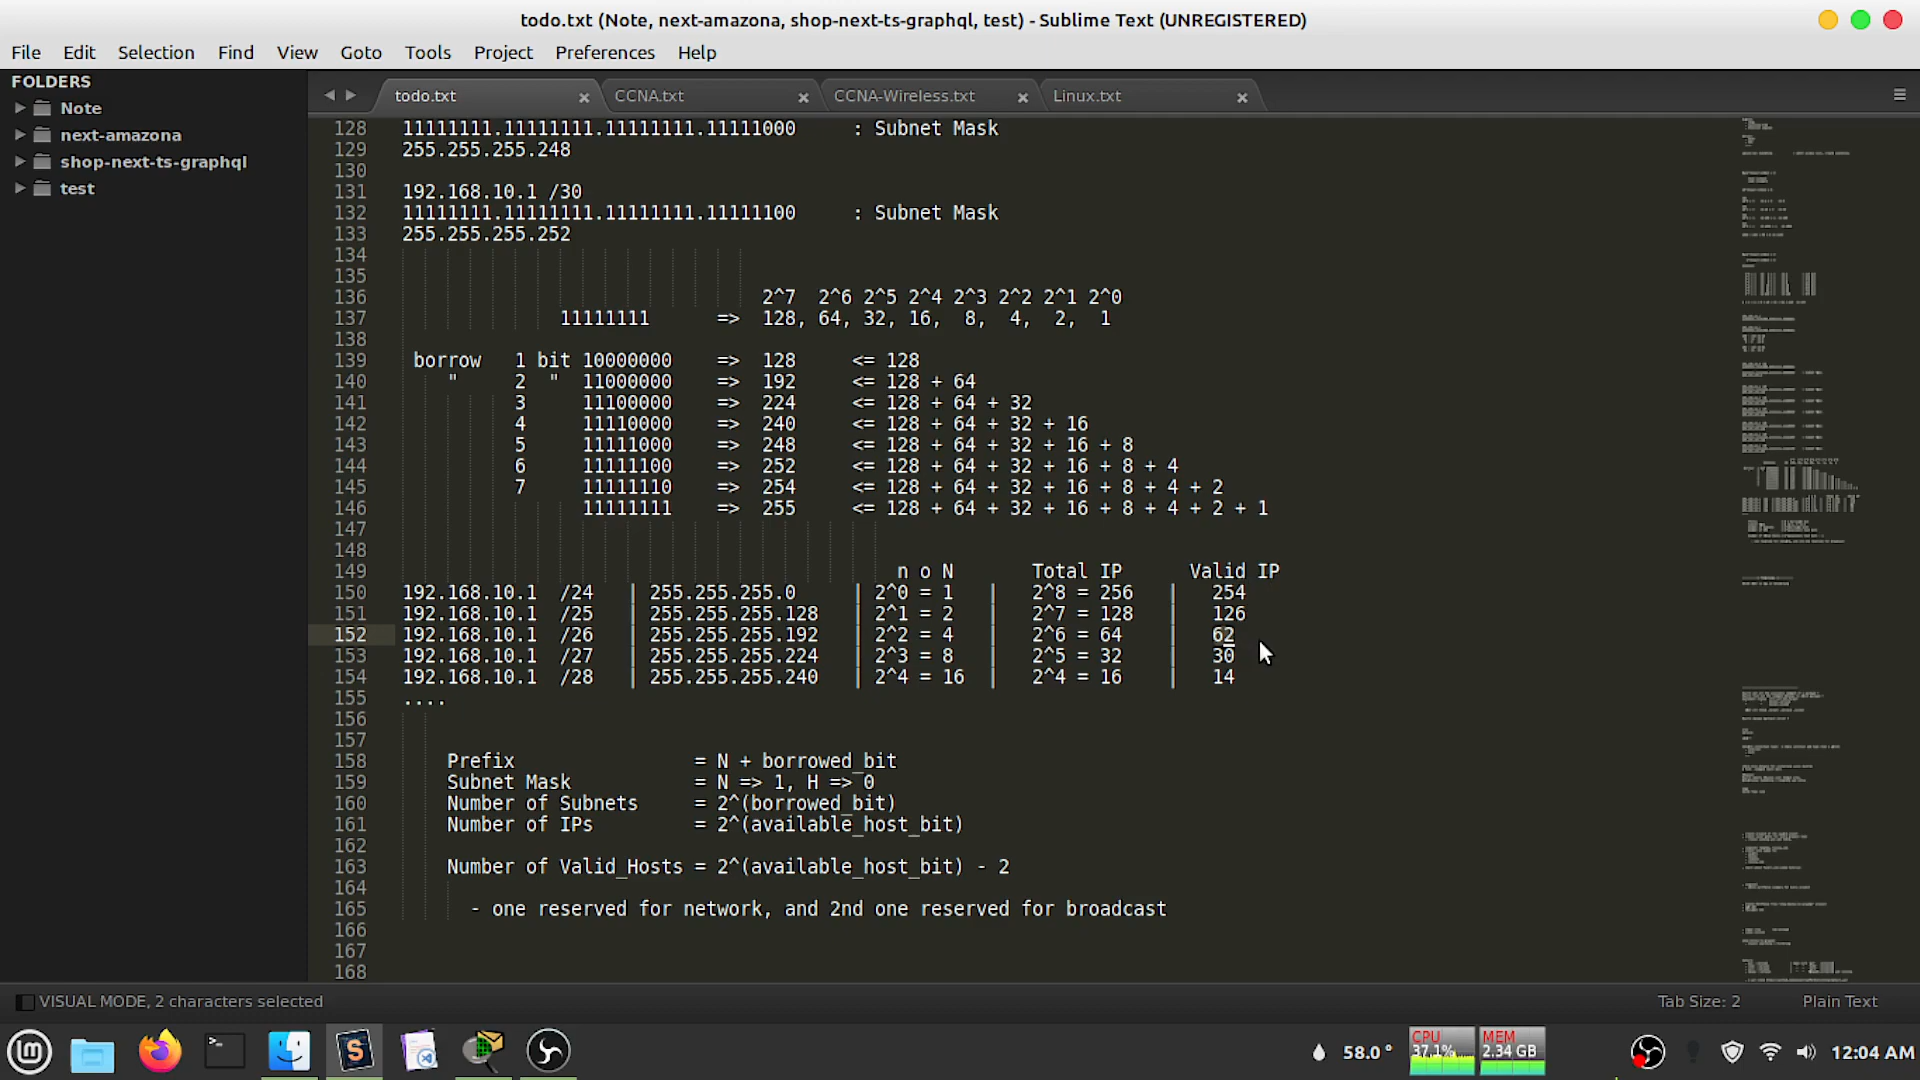 todo.txt (Note, next-amazona, shop-next-ts-graphql, test) - Sublime Text (UNREGISTERED)
File Edit Selection Find View Goto Tools Project Preferences Help
FOLDERS
Note
next-amazona
shop-next-ts-graphql
test
todo.txt CCNA.txt CCNA-Wireless.txt Linux.txt
128 11111111.11111111.11111111.11111000 : Subnet Mask
129 255.255.255.248
130
131 192.168.10.1 /30
132 11111111.11111111.11111111.11111100 : Subnet Mask
133 255.255.255.252
134
135
136 2^7 2^6 2^5 2^4 2^3 2^2 2^1 2^0
137 11111111 => 128, 64, 32, 16, 8, 4, 2, 1
138
139 borrow 1 bit 10000000 => 128 <= 128
140 " 2 " 11000000 => 192 <= 128 + 64
141 3 11100000 => 224 <= 128 + 64 + 32
142 4 11110000 => 240 <= 128 + 64 + 32 + 16
143 5 11111000 => 248 <= 128 + 64 + 32 + 16 + 8
144 6 11111100 => 252 <= 128 + 64 + 32 + 16 + 8 + 4
145 7 11111110 => 254 <= 128 + 64 + 32 + 16 + 8 + 4 + 2
146 11111111 => 255 <= 128 + 64 + 32 + 16 + 8 + 4 + 2 + 1
147
148
149 n o N Total IP Valid IP
150 192.168.10.1 /24 | 255.255.255.0 | 2^0 = 1 | 2^8 = 256 | 254
151 192.168.10.1 /25 | 255.255.255.128 | 2^1 = 2 | 2^7 = 128 | 126
152 192.168.10.1 /26 | 255.255.255.192 | 2^2 = 4 | 2^6 = 64 | 62
153 192.168.10.1 /27 | 255.255.255.224 | 2^3 = 8 | 2^5 = 32 | 30
154 192.168.10.1 /28 | 255.255.255.240 | 2^4 = 16 | 2^4 = 16 | 14
155 ....
156
157
158 Prefix = N + borrowed_bit
159 Subnet Mask = N => 1, H => 0
160 Number of Subnets = 2^(borrowed_bit)
161 Number of IPs = 2^(available_host_bit)
162
163 Number of Valid_Hosts = 2^(available_host_bit) - 2
164
165 - one reserved for network, and 2nd one reserved for broadcast
166
167
168
VISUAL MODE, 2 characters selected Tab Size: 2 Plain Text
58.0 ° CPU 37.1% MEM 2.34 GB 12:04 AM